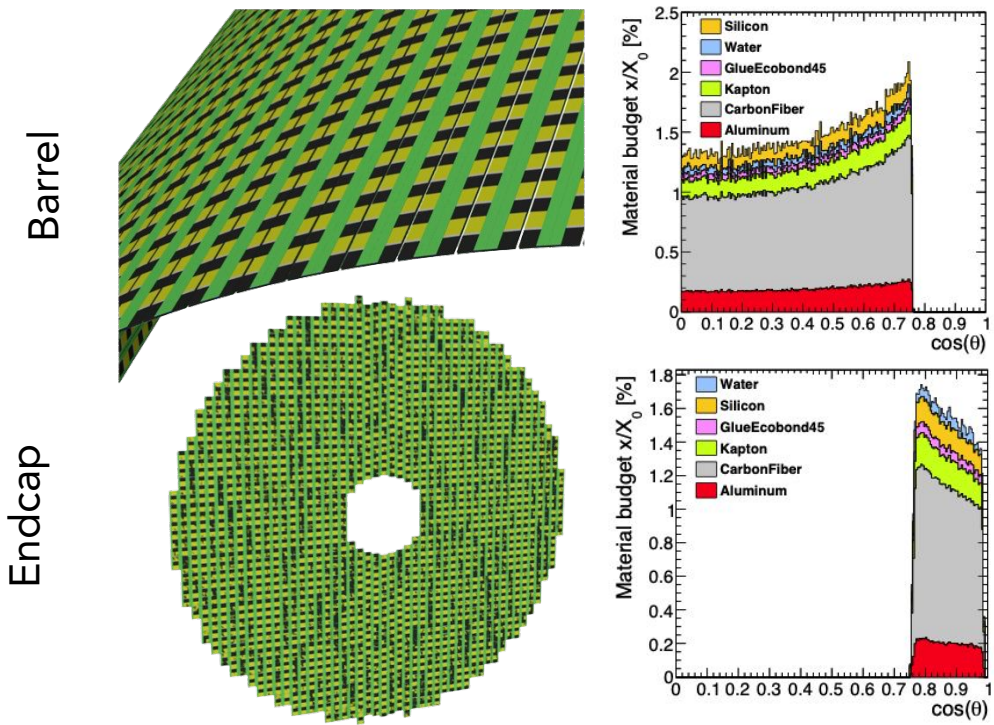 Barrel
2.5
2
1.5
1
0.5
0
Material budget x/X0 [%]
Silicon
Water
GlueEcobond45
Kapton
CarbonFiber
Aluminum
0 0.1 0.2 0.3 0.4 0.5 0.6 0.7 0.8 0.9 1
cos(θ)
Endcap
1.8
1.6
1.4
1.2
1
0.8
0.6
0.4
0.2
0
Material budget x/X0 [%]
Water
Silicon
GlueEcobond45
Kapton
CarbonFiber
Aluminum
0 0.1 0.2 0.3 0.4 0.5 0.6 0.7 0.8 0.9 1
cos(θ)